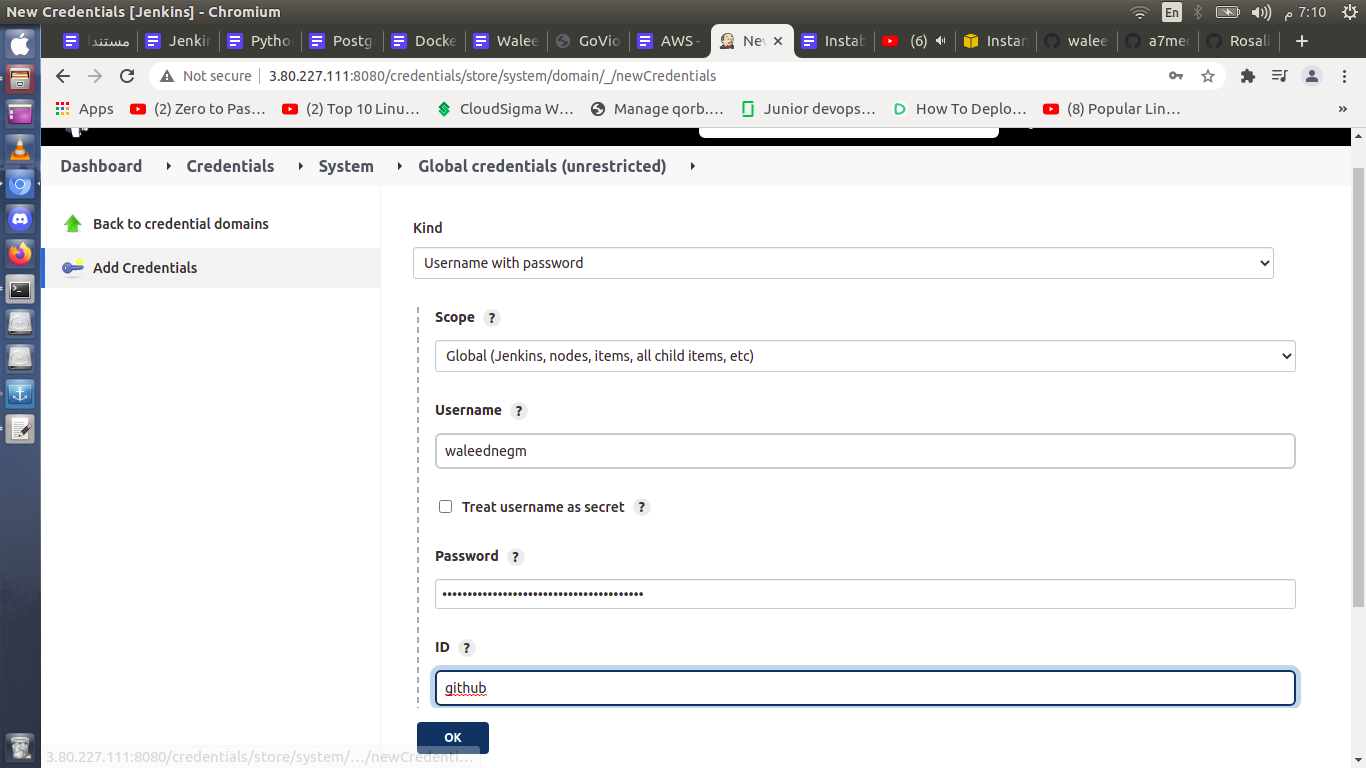 New Credentials [Jenkins] - Chromium
En
7:10 م
مستندا
Jenkin
Pytho
Postg
Docke
Walee
GoVio
AWS -
Ne
Instab
(6)
Instan
walee
a7med
Rosali
Not secure
3.80.227.111:8080/credentials/store/system/domain/_/newCredentials
Apps
(2) Zero to Pas…
(2) Top 10 Linu…
CloudSigma W…
Manage qorb.…
Junior devops…
How To Deplo…
(8) Popular Lin…
»
Dashboard
Credentials
System
Global credentials (unrestricted)
Back to credential domains
Add Credentials
Kind
Username with password
Scope ?
Global (Jenkins, nodes, items, all child items, etc)
Username ?
waleednegm
Treat username as secret ?
Password ?
ID ?
github
OK
3.80.227.111:8080/credentials/store/system/…/newCredenti…